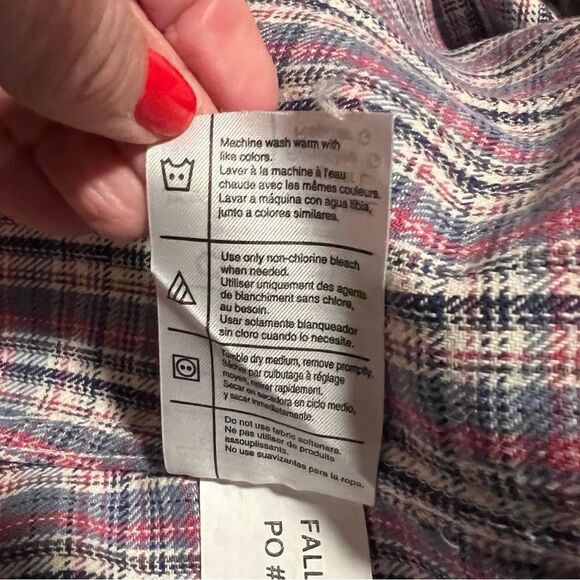 Machine wash warm with
like colors.
Laver à la machine à l'eau
chaude avec les mêmes couleurs.
Lavar a máquina con agua tibia,
junto a colores similares.
Use only non-chlorine bleach
when needed.
Utiliser uniquement des agents
de blanchiment sans chlore,
au besoin.
Usar solamente blanqueador
sin cloro cuando lo necesite.
Tumble dry medium, remove promptly.
Sécher par culbutage à réglage
moyen, retirer rapidement.
Secar en secadora en ciclo medio,
y sacar inmediatamente.
Do not use fabric softeners.
Ne pas utiliser de produits
assouplissants.
No use suavizantes para la ropa.
FALL
PO #